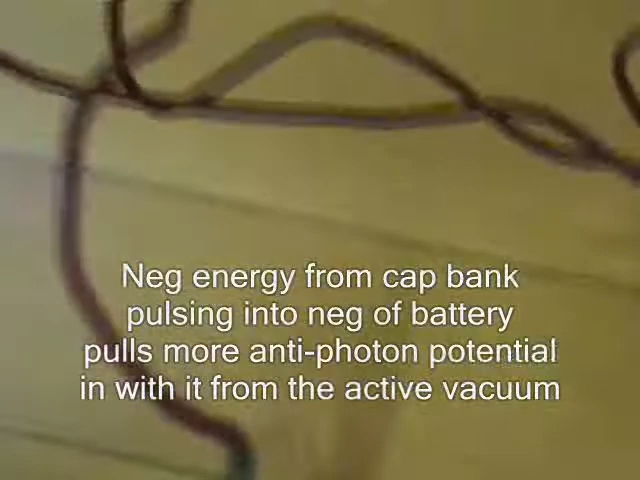 Neg energy from cap bank
pulsing into neg of battery
pulls more anti-photon potential
in with it from the active vacuum